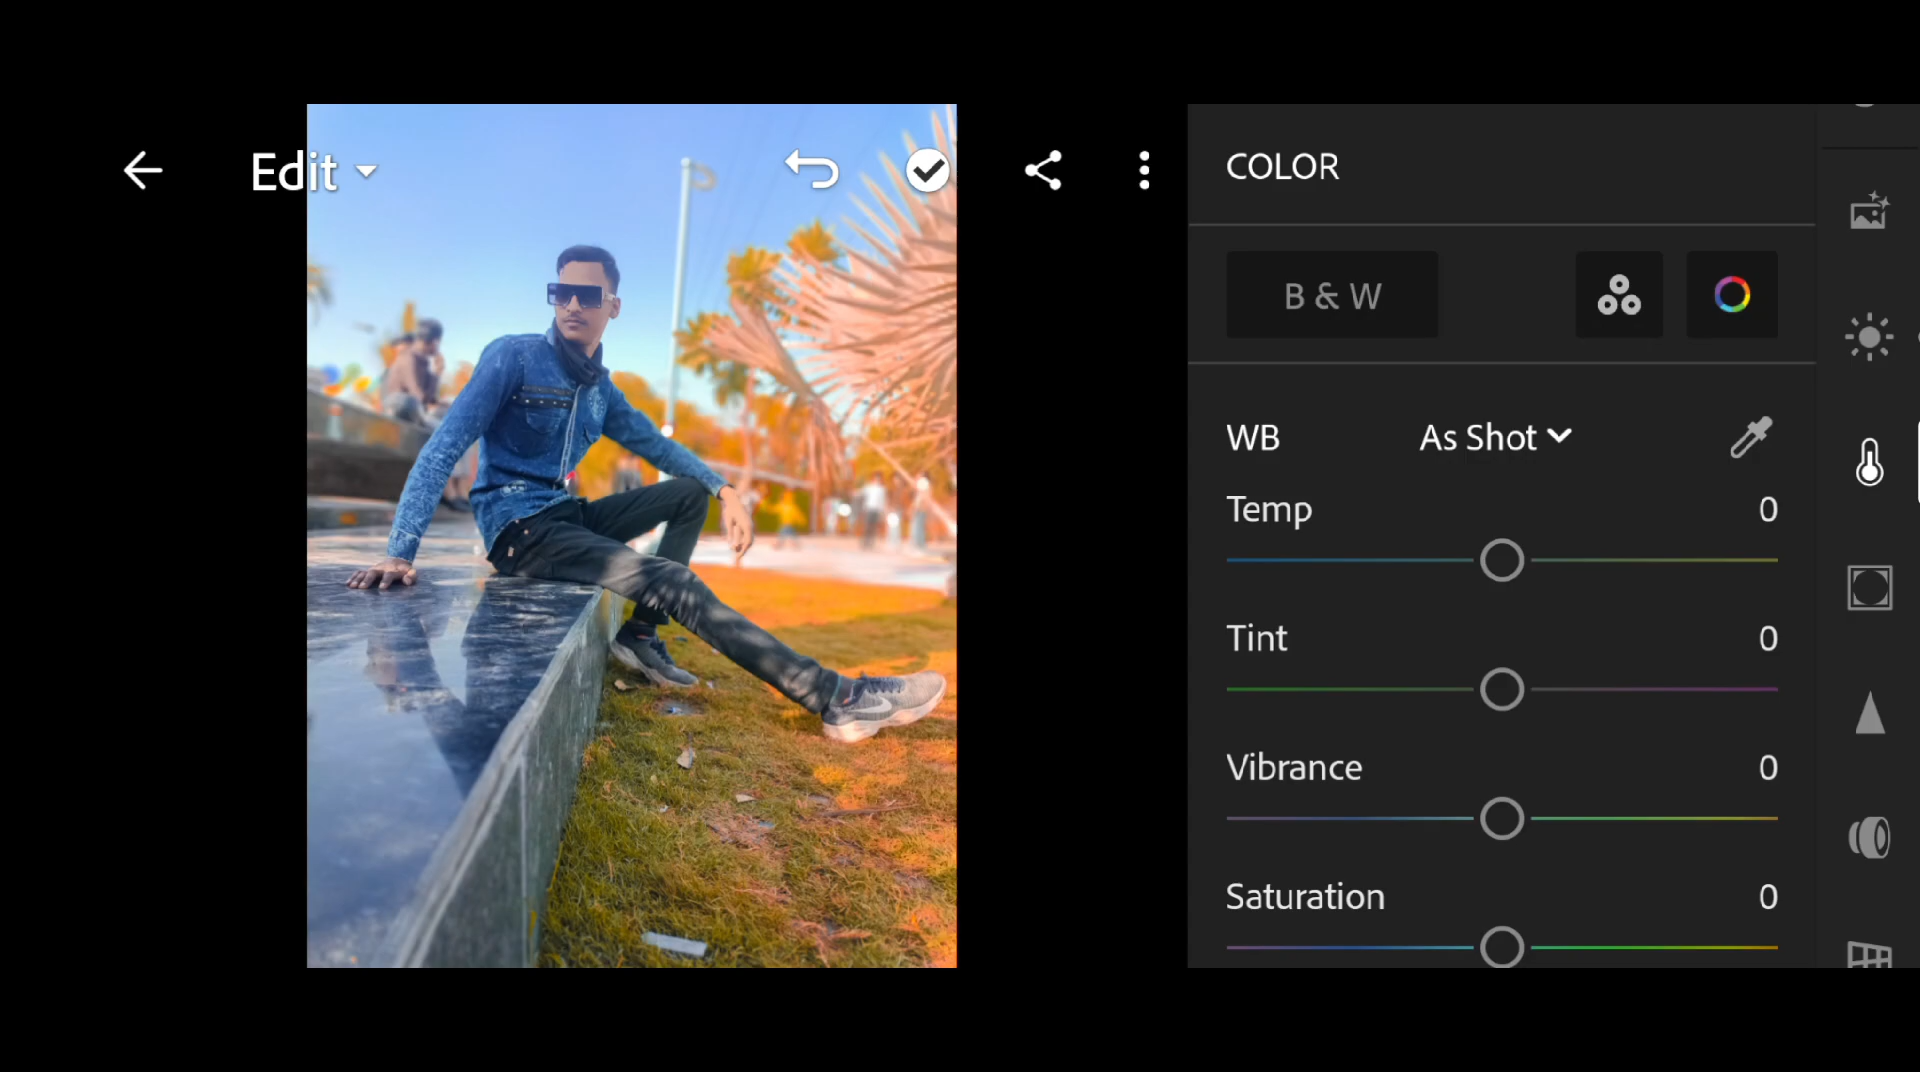 Edit
COLOR
B & W
WB As Shot
Temp 0
Tint 0
Vibrance 0
Saturation 0